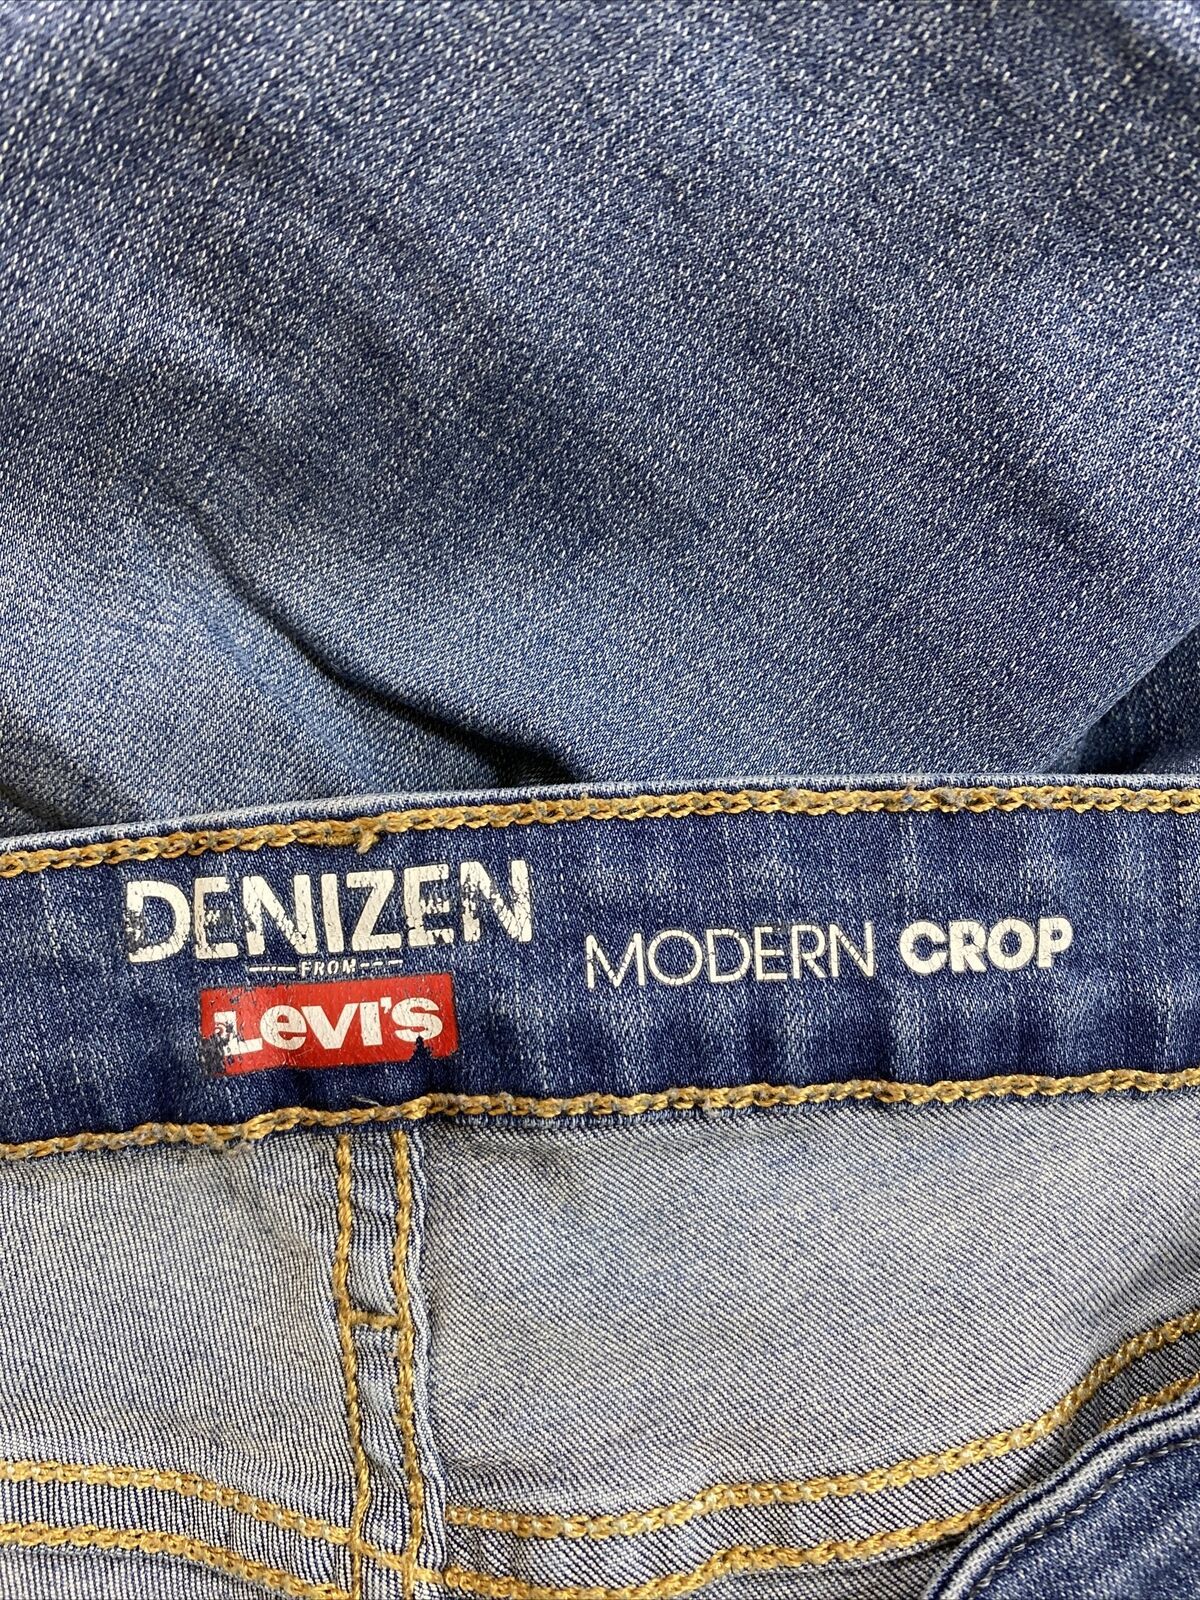 DENIZEN
FROM
Levi's
MODERN CROP